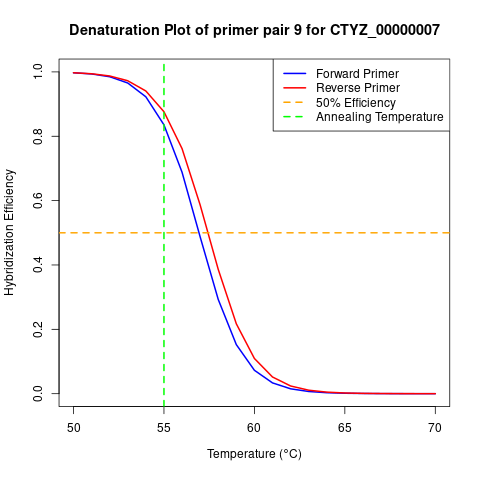 Denaturation Plot of primer pair 9 for CTYZ_00000007
Forward Primer
Reverse Primer
50% Efficiency
Annealing Temperature
Hybridization Efficiency
1.0
0.8
0.6
0.4
0.2
0.0
50
55
60
65
70
Temperature (°C)